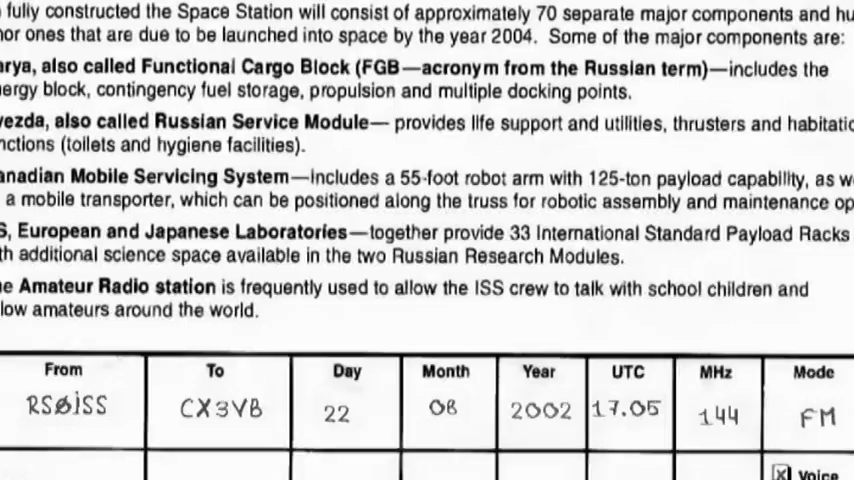 fully constructed the Space Station will consist of approximately 70 separate major components and hu
nor ones that are due to be launched into space by the year 2004. Some of the major components are:
arya, also called Functional Cargo Block (FGB—acronym from the Russian term)—includes the
nergy block, contingency fuel storage, propulsion and multiple docking points.
vezda, also called Russian Service Module— provides life support and utilities, thrusters and habitatio
nctions (toilets and hygiene facilities).
anadian Mobile Servicing System—Includes a 55-foot robot arm with 125-ton payload capability, as we
a mobile transporter, which can be positioned along the truss for robotic assembly and maintenance op
S, European and Japanese Laboratories—together provide 33 International Standard Payload Racks
th additional science space available in the two Russian Research Modules.
e Amateur Radio station is frequently used to allow the ISS crew to talk with school children and
low amateurs around the world.
From To Day Month Year UTC MHz Mode
RSØISS CX3VB 22 08 2002 17.05 144 FM
X Voice